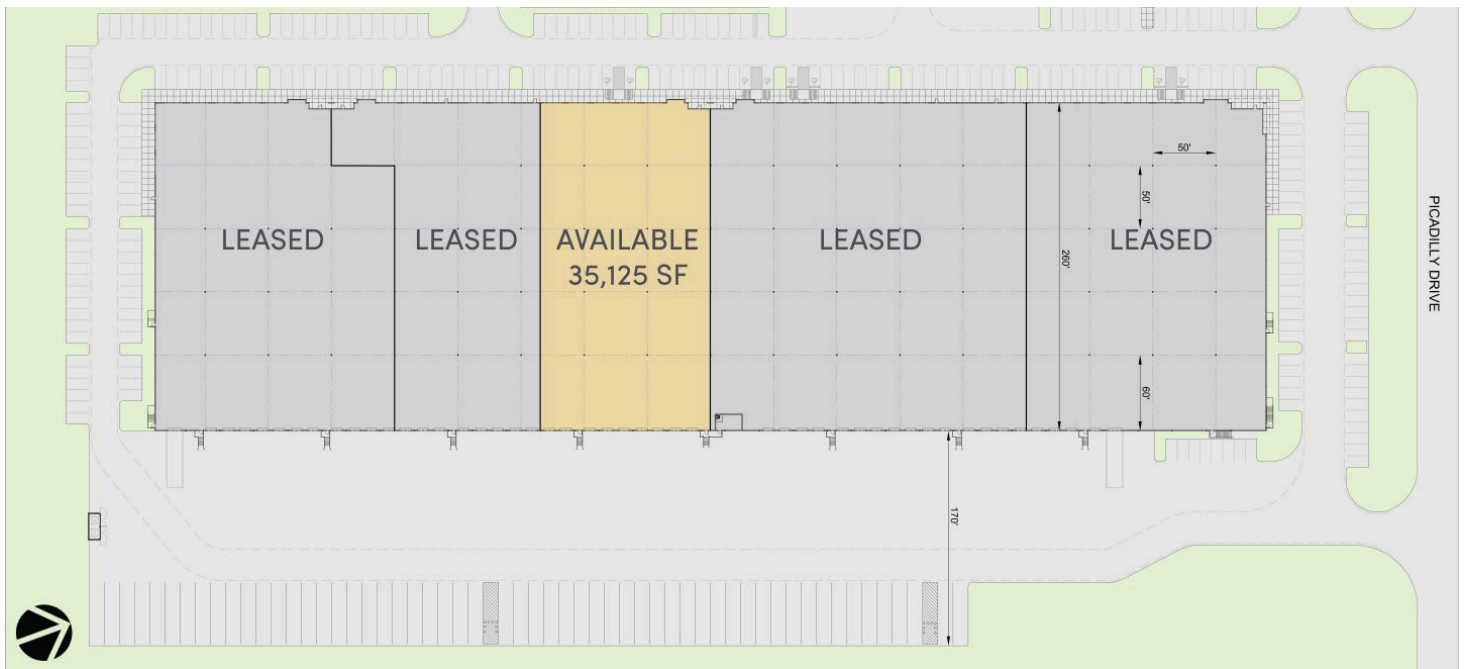 50'
50'
PICADILLY DRIVE
LEASED
LEASED
AVAILABLE
35,125 SF
LEASED
LEASED
260'
60'
170'